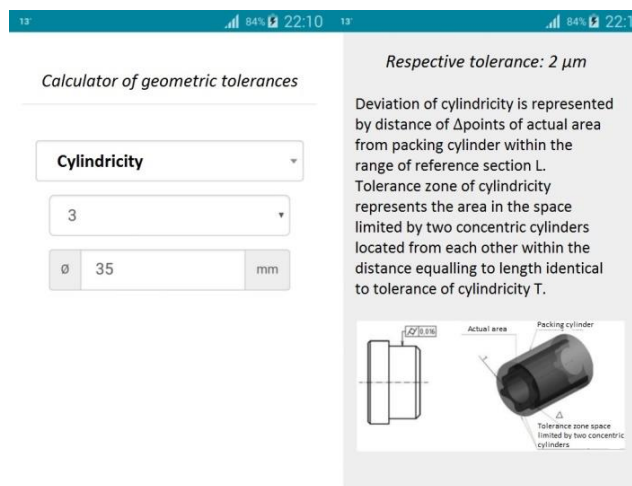 13°
84% 22:10
Calculator of geometric tolerances
Cylindricity
3
ø 35 mm
13°
84% 22:1
Respective tolerance: 2 μm
Deviation of cylindricity is represented
by distance of Δpoints of actual area
from packing cylinder within the
range of reference section L.
Tolerance zone of cylindricity
represents the area in the space
limited by two concentric cylinders
located from each other within the
distance equalling to length identical
to tolerance of cylindricity T.
0,016
Actual area
Packing cylinder
Δ
Tolerance zone space
limited by two concentric
cylinders